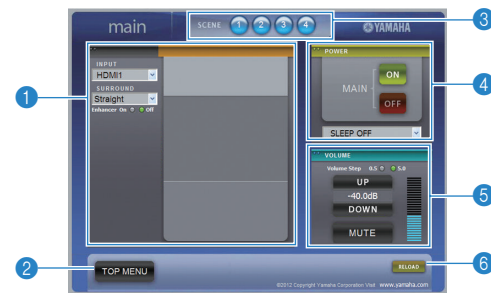 main
SCENE 1 2 3 4
YAMAHA
INPUT
HDMI1
SURROUND
Straight
Enhancer On Off
POWER
MAIN
ON
OFF
SLEEP OFF
VOLUME
Volume Step 0.5 5.0
UP
-40.0dB
DOWN
MUTE
TOP MENU
RELOAD
©2012 Copyright Yamaha Corporation Visit www.yamaha.com
1
2
3
4
5
6